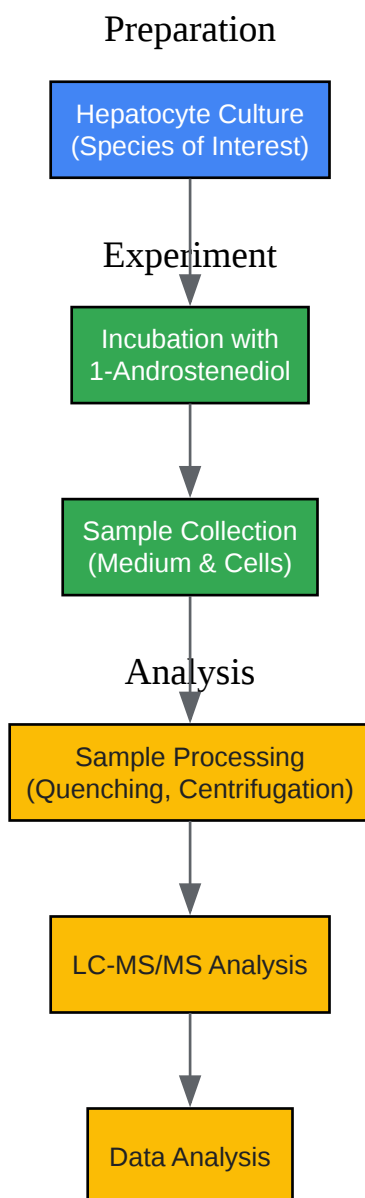 Preparation
Hepatocyte Culture
(Species of Interest)
Experiment
Incubation with
1-Androstenediol
Sample Collection
(Medium & Cells)
Analysis
Sample Processing
(Quenching, Centrifugation)
LC-MS/MS Analysis
Data Analysis